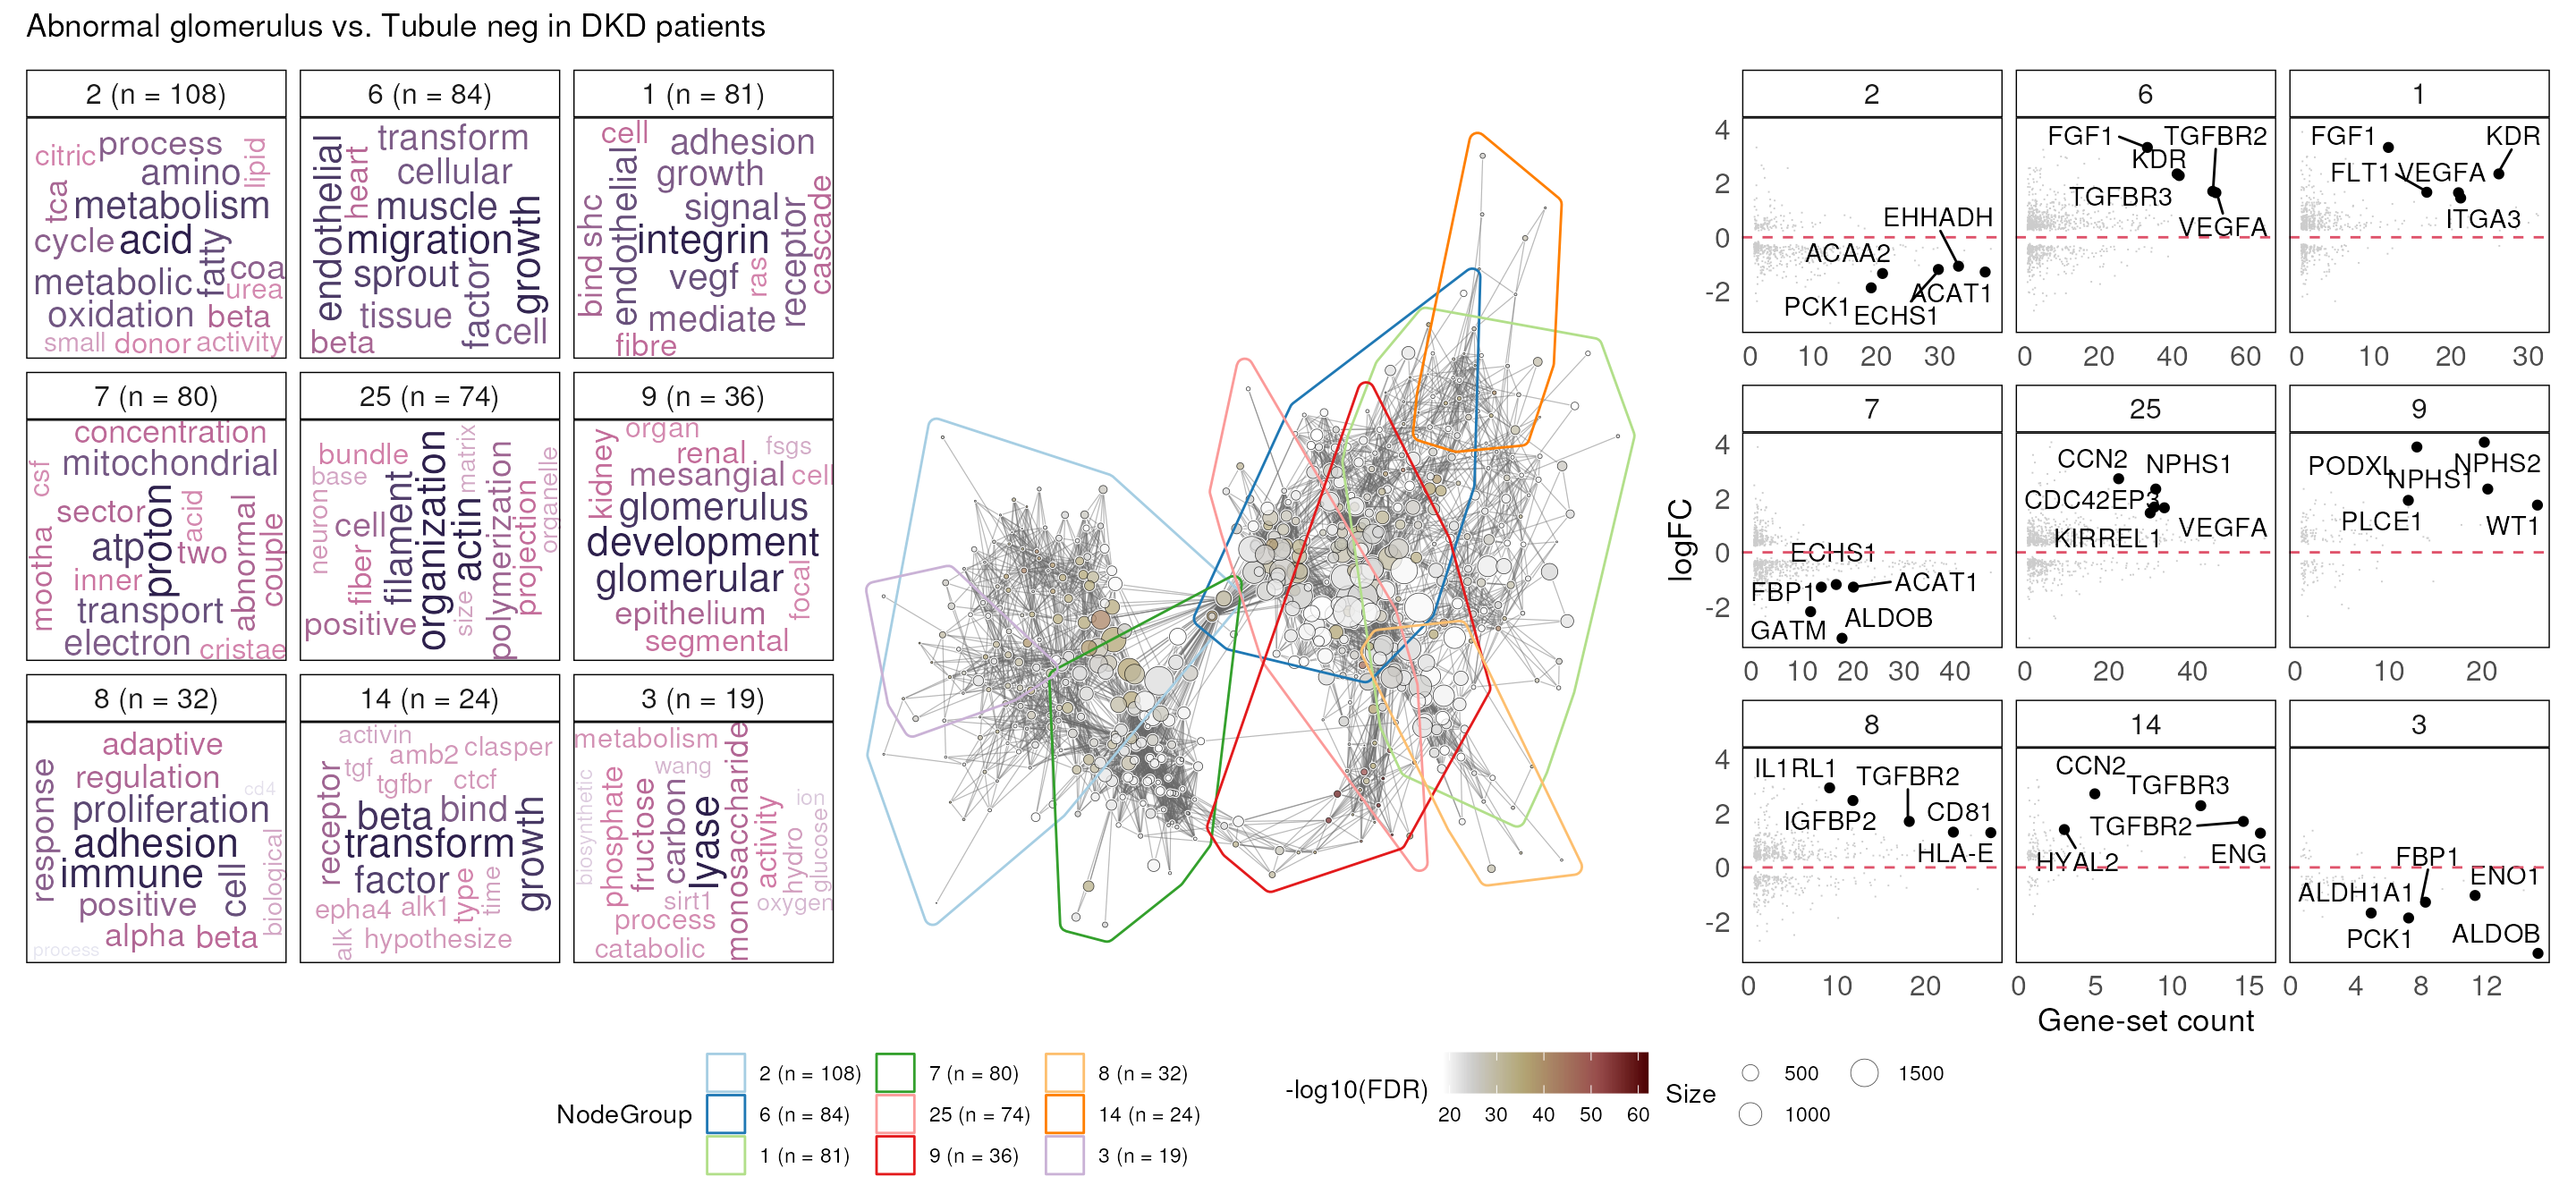 Abnormal glomerulus vs. Tubule neg in DKD patients
2 (n = 108)
citric process
amino lipid
tca metabolism
cycle acid
metabolic fatty coa
urea
oxidation beta
small donor activity
6 (n = 84)
transform
endothelial heart cellular
muscle
migration growth
sprout
tissue factor
beta cell
1 (n = 81)
cell adhesion
growth
endothelial signal
bind shc integrin receptor cascade
vegf ras
mediate
fibre
7 (n = 80)
concentration
csf mitochondrial
sector proton acid
atp two abnormal couple
mootha inner
transport
electron cristae
25 (n = 74)
bundle organization matrix
base
neuron cell filament actin polymerization organelle
fiber projection
positive size
9 (n = 36)
organ
kidney renal fsgs
mesangial cell
glomerulus
development
glomerular
epithelium focal
segmental
8 (n = 32)
adaptive
response regulation
cd4
proliferation
adhesion
immune cell biological
positive
alpha beta
process
14 (n = 24)
activin
amb2 clasper
tgf
receptor tgfbr ctcf
beta bind
transform growth
factor
epha4 alk1 type time
alk hypothesize
3 (n = 19)
metabolism
wang monosaccharide
biosynthetic phosphate fructose carbon lyase activity ion
hydro glucose
sirt1 oxygen
process
catabolic
2
4
2
0
-2
EHHADH
ACAA2
ACAT1
PCK1
ECHS1
0 10 20 30
6
FGF1 TGFBR2
KDR
TGFBR3
VEGFA
0 20 40 60
1
FGF1 KDR
FLT1 VEGFA
ITGA3
0 10 20 30
logFC
7
4
2
0
-2
ECHS1
FBP1 ACAT1
GATM ALDOB
0 10 20 30 40
25
CCN2 NPHS1
CDC42EP3
KIRREL1 VEGFA
0 20 40
9
PODXL NPHS2
NPHS1
PLCE1 WT1
0 10 20
8
4
2
0
-2
IL1RL1 TGFBR2
IGFBP2 CD81
HLA-E
0 10 20
14
CCN2
TGFBR3
TGFBR2
HYAL2 ENG
0 5 10 15
3
FBP1
ALDH1A1 ENO1
PCK1 ALDOB
0 4 8 12
Gene-set count
NodeGroup
2 (n = 108)
6 (n = 84)
1 (n = 81)
7 (n = 80)
25 (n = 74)
9 (n = 36)
8 (n = 32)
14 (n = 24)
3 (n = 19)
-log10(FDR)
20 30 40 50 60
Size
500
1000
1500